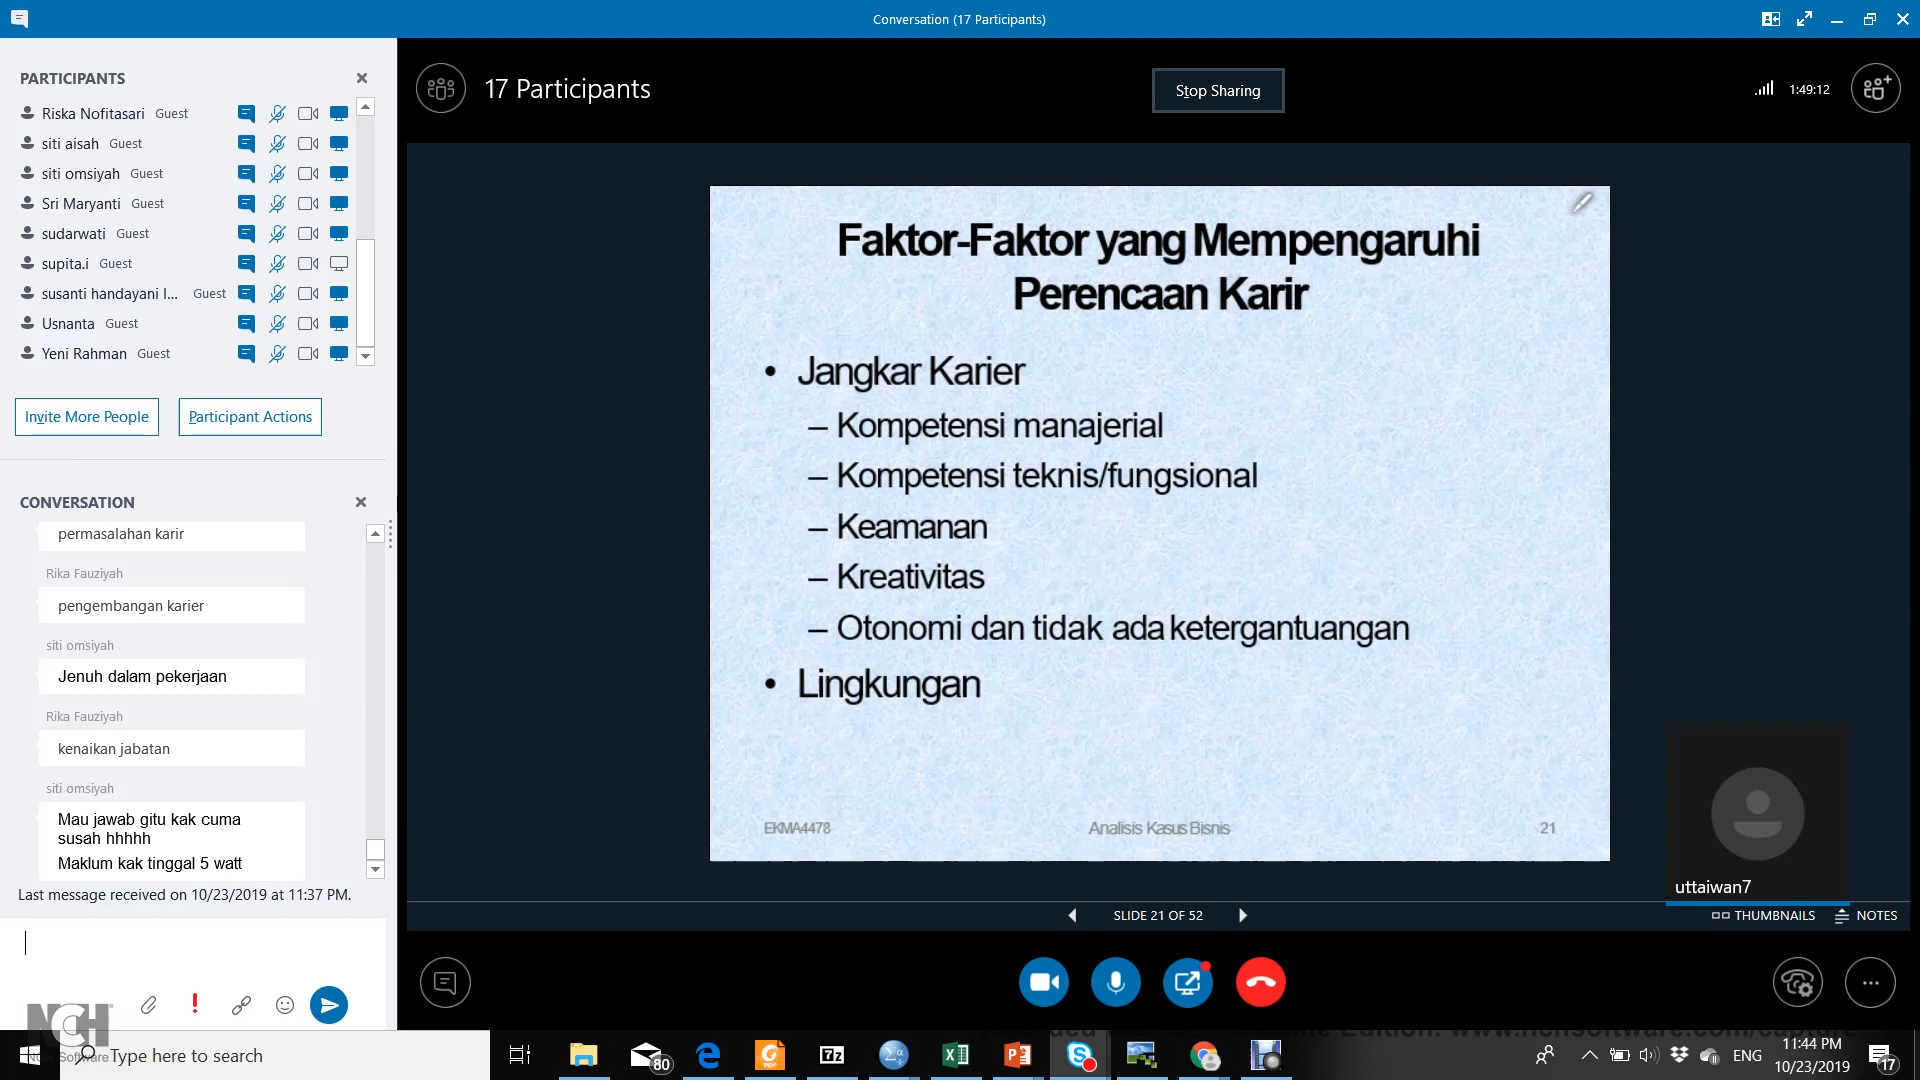 Conversation (17 Participants)
PARTICIPANTS
Riska Nofitasari Guest
siti aisah Guest
siti omsiyah Guest
Sri Maryanti Guest
sudarwati Guest
supita.i Guest
susanti handayani l... Guest
Usnanta Guest
Yeni Rahman Guest
Invite More People
Participant Actions
CONVERSATION
permasalahan karir
Rika Fauziyah
pengembangan karier
siti omsiyah
Jenuh dalam pekerjaan
Rika Fauziyah
kenaikan jabatan
siti omsiyah
Mau jawab gitu kak cuma
susah hhhhh
Maklum kak tinggal 5 watt
Last message received on 10/23/2019 at 11:37 PM.
17 Participants
Stop Sharing
1:49:12
Faktor-Faktor yang Mempengaruhi
Perencaan Karir
• Jangkar Karier
– Kompetensi manajerial
– Kompetensi teknis/fungsional
– Keamanan
– Kreativitas
– Otonomi dan tidak ada ketergantuangan
• Lingkungan
EKMA4478
Analisis Kasus Bisnis
21
uttaiwan7
SLIDE 21 OF 52
THUMBNAILS
NOTES
NCH
Software
Type here to search
80
ENG
11:44 PM
10/23/2019
17